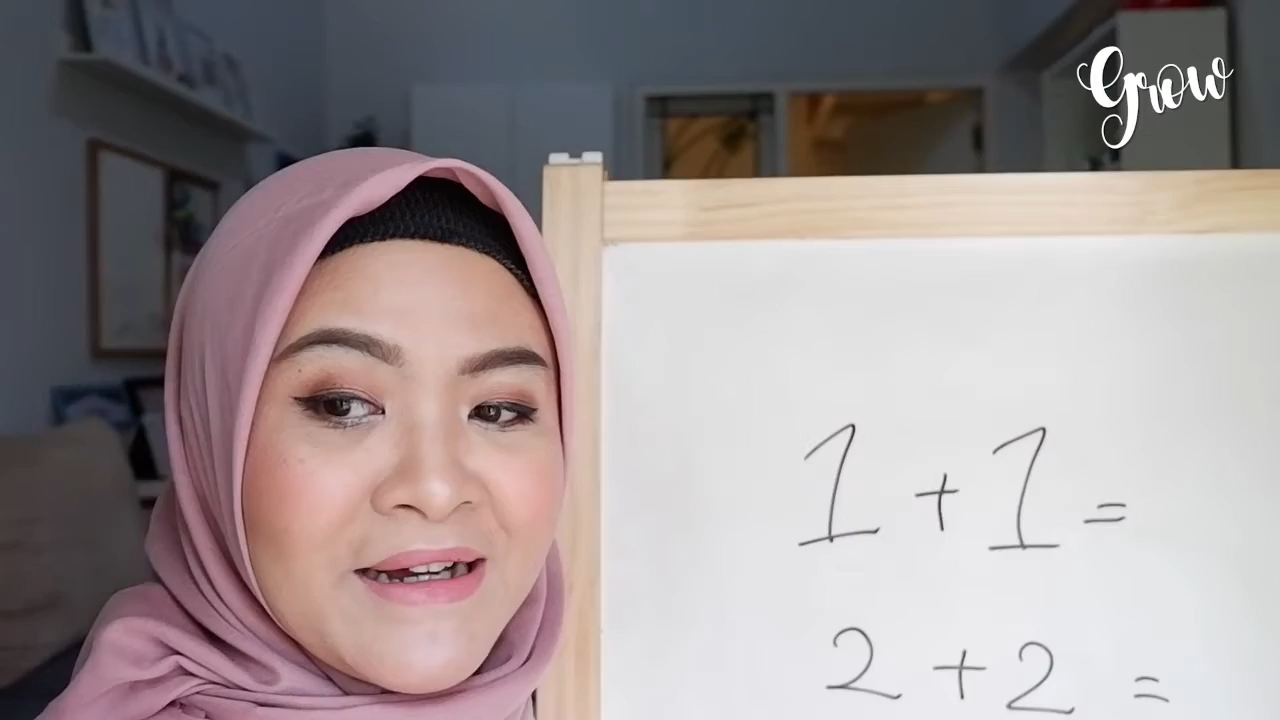 Grow
1 + 1 =
2 + 2 =